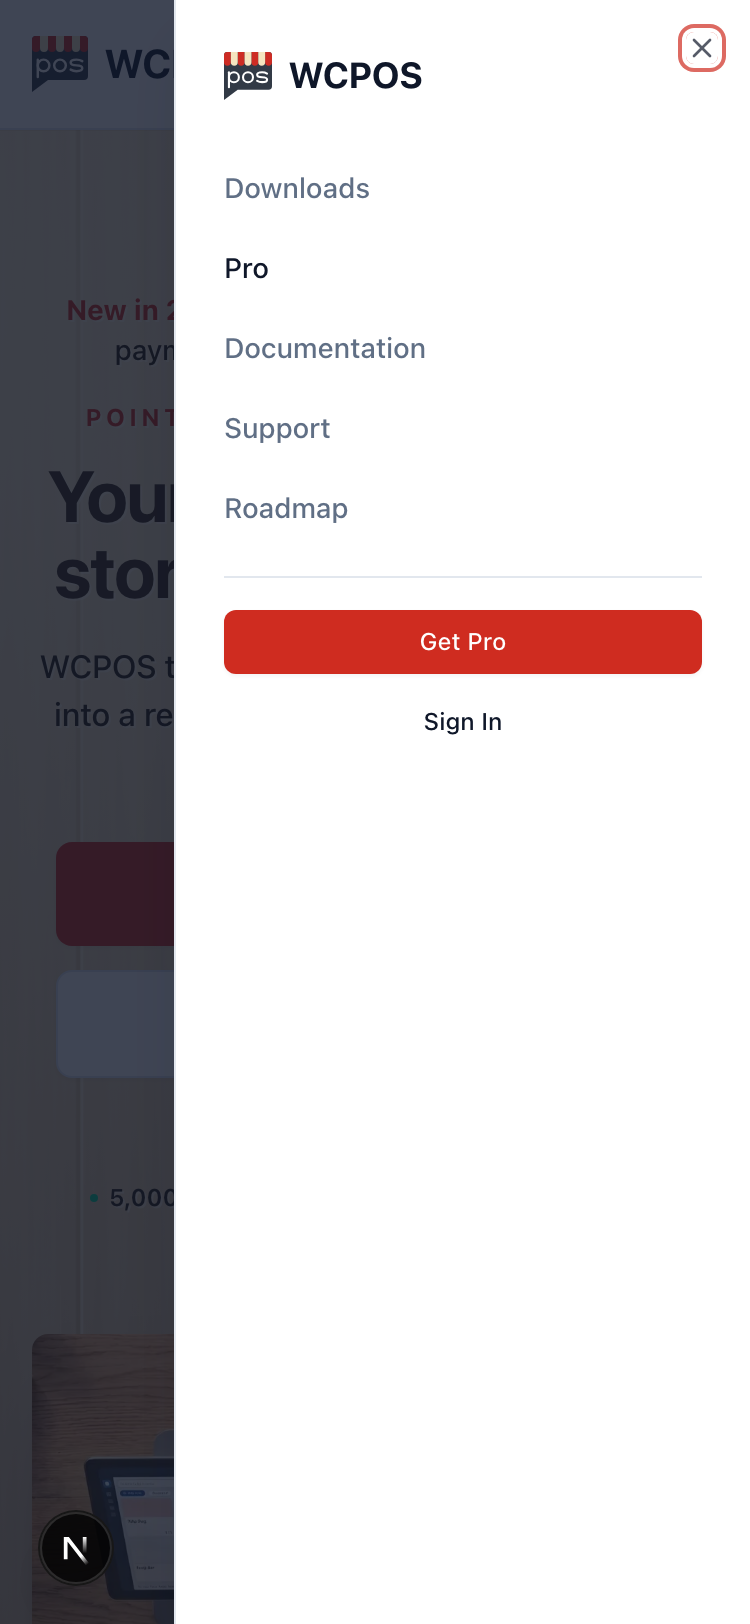 pos WC
pos WCPOS
Downloads
Pro
Documentation
Support
Roadmap
Get Pro
Sign In
New in
paym
POINT
Your
stor
WCPOS t
into a re
5,000
N